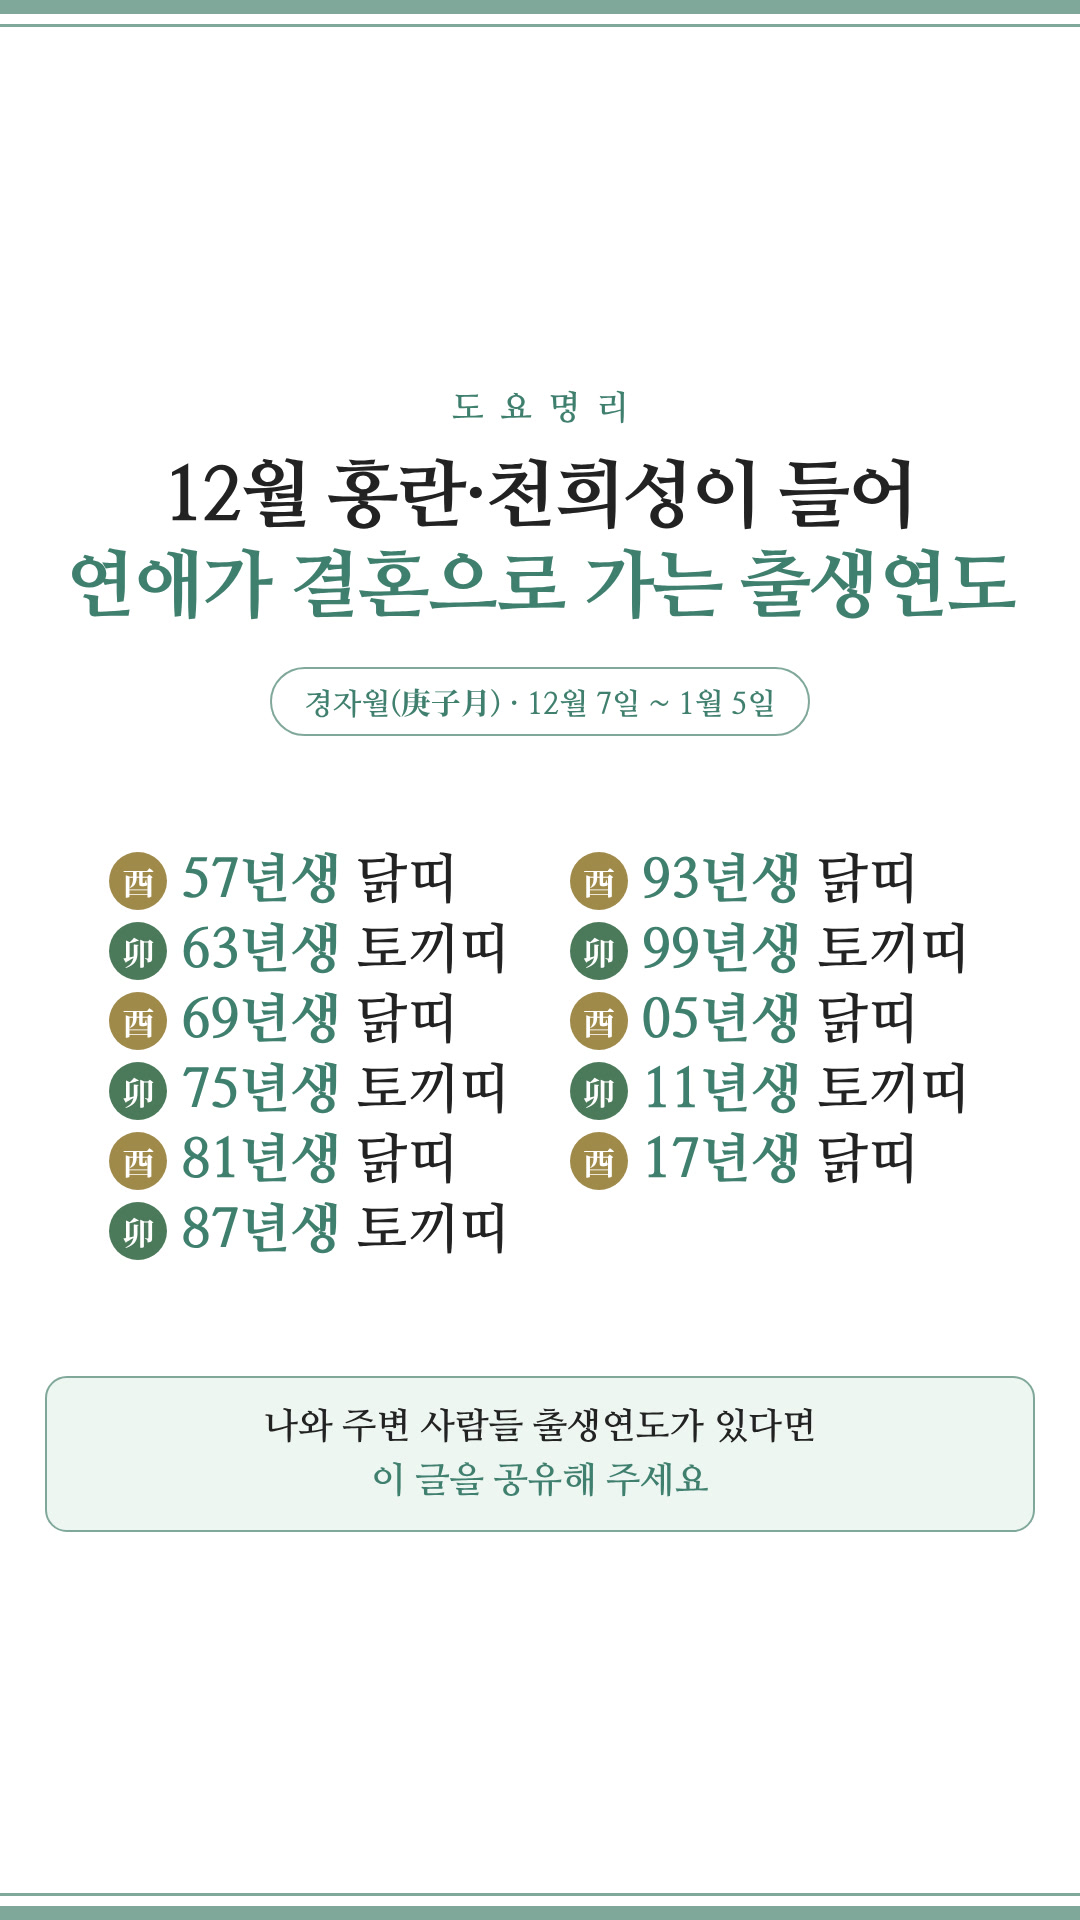 도요명리
12월 홍란·천희성이 들어
연애가 결혼으로 가는 출생연도
경자월(庚子月) · 12월 7일 ~ 1월 5일
酉 57년생 닭띠
卯 63년생 토끼띠
酉 69년생 닭띠
卯 75년생 토끼띠
酉 81년생 닭띠
卯 87년생 토끼띠
酉 93년생 닭띠
卯 99년생 토끼띠
酉 05년생 닭띠
卯 11년생 토끼띠
酉 17년생 닭띠
나와 주변 사람들 출생연도가 있다면
이 글을 공유해 주세요